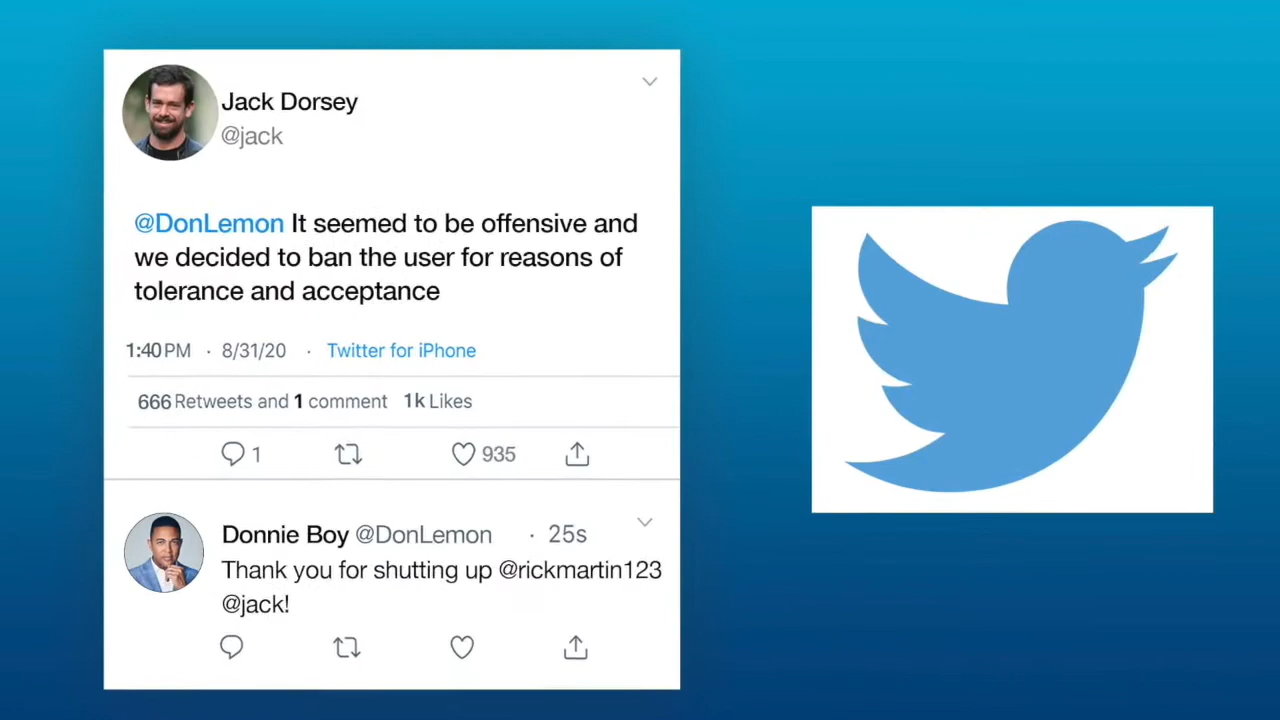 Jack Dorsey
@jack
@DonLemon It seemed to be offensive and
we decided to ban the user for reasons of
tolerance and acceptance
1:40 PM · 8/31/20 · Twitter for iPhone
666 Retweets and 1 comment 1k Likes
1 935
Donnie Boy @DonLemon · 25s
Thank you for shutting up @rickmartin123
@jack!